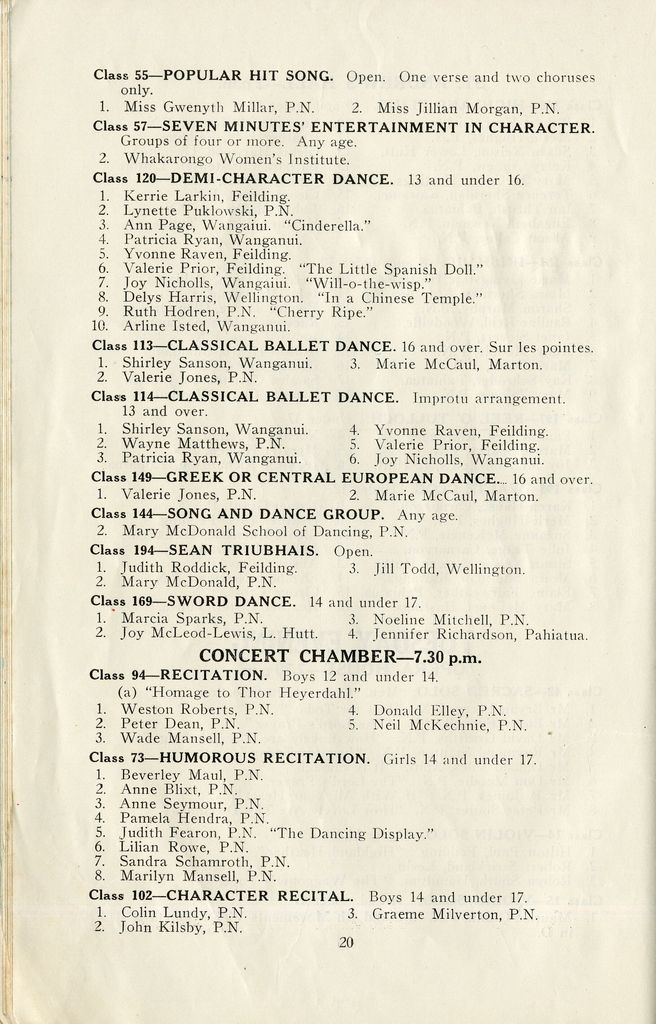 Class 55—POPULAR HIT SONG. Open. One verse and two choruses
only.
1. Miss Gwenyth Millar, P.N. 2. Miss Jillian Morgan, P.N.
Class 57—SEVEN MINUTES' ENTERTAINMENT IN CHARACTER.
Groups of four or more. Any age.
2. Whakarongo Women's Institute.
Class 120—DEMI-CHARACTER DANCE. 13 and under 16.
1. Kerrie Larkin, Feilding.
2. Lynette Puklowski, P.N.
3. Ann Page, Wangaiui. "Cinderella."
4. Patricia Ryan, Wanganui.
5. Yvonne Raven, Feilding.
6. Valerie Prior, Feilding. "The Little Spanish Doll."
7. Joy Nicholls, Wangaiui. "Will-o-the-wisp."
8. Delys Harris, Wellington. "In a Chinese Temple."
9. Ruth Hodren, P.N. "Cherry Ripe."
10. Arline Isted, Wanganui.
Class 113—CLASSICAL BALLET DANCE. 16 and over. Sur les pointes.
1. Shirley Sanson, Wanganui. 3. Marie McCaul, Marton.
2. Valerie Jones, P.N.
Class 114—CLASSICAL BALLET DANCE. Improtu arrangement.
13 and over.
1. Shirley Sanson, Wanganui. 4. Yvonne Raven, Feilding.
2. Wayne Matthews, P.N. 5. Valerie Prior, Feilding.
3. Patricia Ryan, Wanganui. 6. Joy Nicholls, Wanganui.
Class 149—GREEK OR CENTRAL EUROPEAN DANCE... 16 and over.
1. Valerie Jones, P.N. 2. Marie McCaul, Marton.
Class 144—SONG AND DANCE GROUP. Any age.
2. Mary McDonald School of Dancing, P.N.
Class 194—SEAN TRIUBHAIS. Open.
1. Judith Roddick, Feilding. 3. Jill Todd, Wellington.
2. Mary McDonald, P.N.
Class 169—SWORD DANCE. 14 and under 17.
1. Marcia Sparks, P.N. 3. Noeline Mitchell, P.N.
2. Joy McLeod-Lewis, L. Hutt. 4. Jennifer Richardson, Pahiatua.
CONCERT CHAMBER—7.30 p.m.
Class 94—RECITATION. Boys 12 and under 14.
(a) "Homage to Thor Heyerdahl."
1. Weston Roberts, P.N. 4. Donald Elley, P.N.
2. Peter Dean, P.N. 5. Neil McKechnie, P.N.
3. Wade Mansell, P.N.
Class 73—HUMOROUS RECITATION. Girls 14 and under 17.
1. Beverley Maul, P.N.
2. Anne Blixt, P.N.
3. Anne Seymour, P.N.
4. Pamela Hendra, P.N.
5. Judith Fearon, P.N. "The Dancing Display."
6. Lilian Rowe, P.N.
7. Sandra Schamroth, P.N.
8. Marilyn Mansell, P.N.
Class 102—CHARACTER RECITAL. Boys 14 and under 17.
1. Colin Lundy, P.N. 3. Graeme Milverton, P.N.
2. John Kilsby, P.N.
20